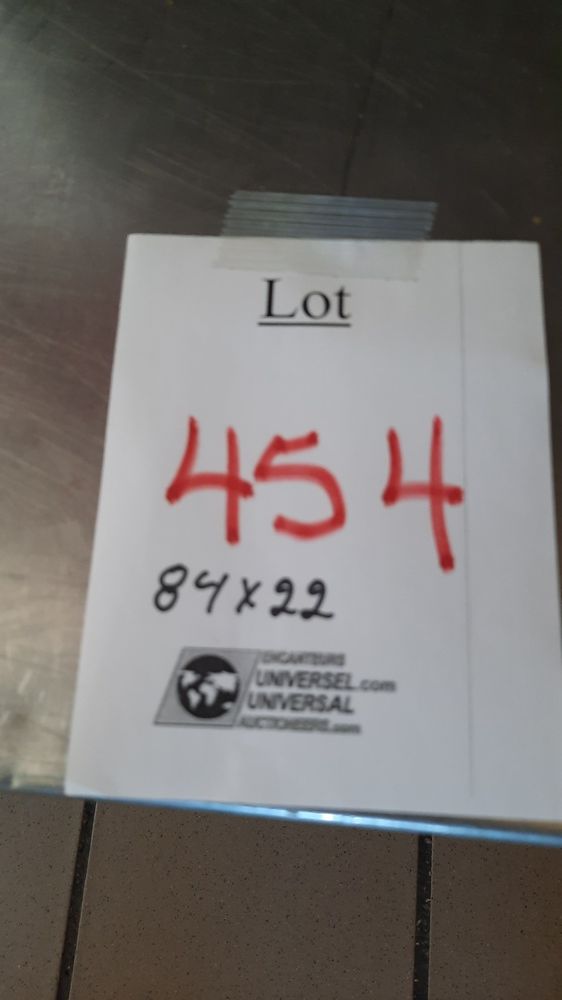 Lot
454
84x22
ENCANTEURS
UNIVERSEL.com
UNIVERSAL
AUCTIONEERS.com